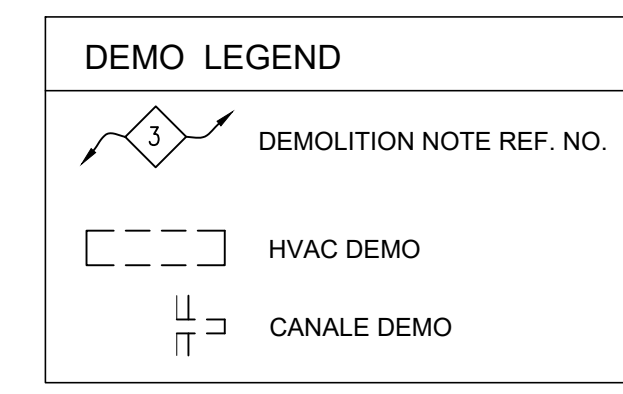 DEMO LEGEND
3 DEMOLITION NOTE REF. NO.
HVAC DEMO
CANALE DEMO